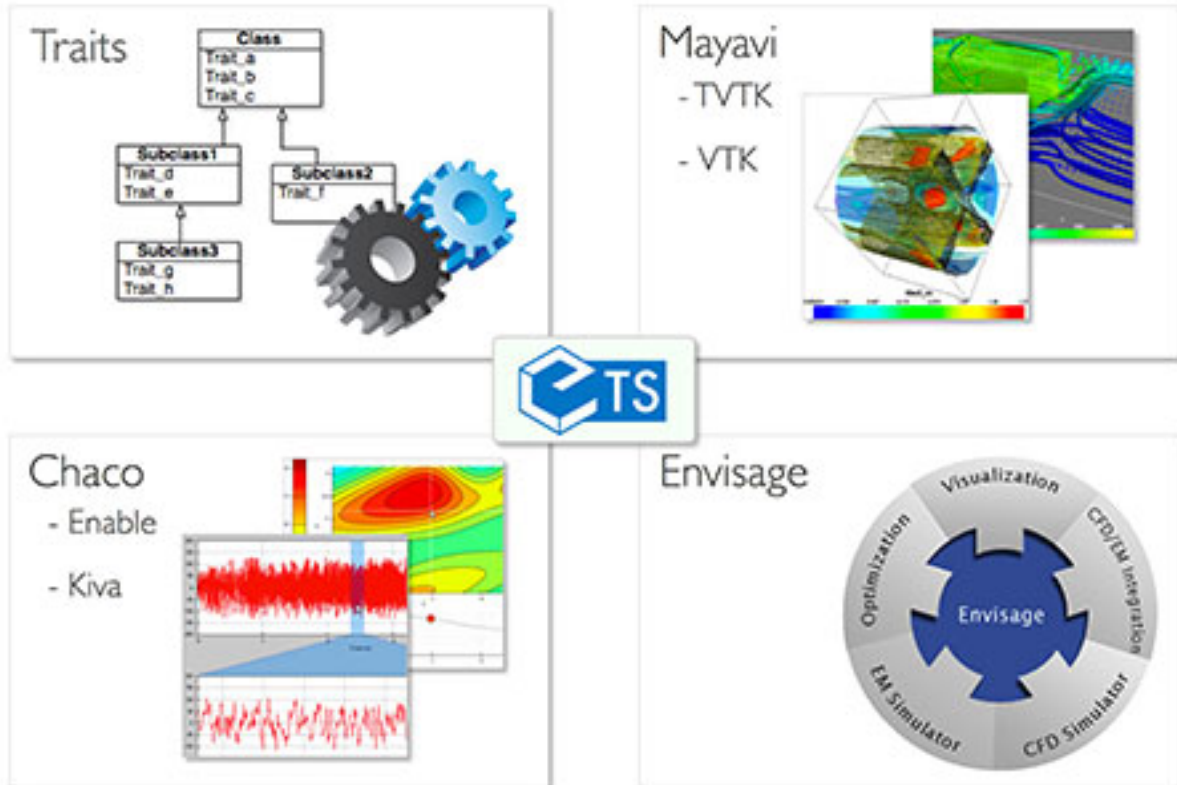 Traits
Class
Trait_a
Trait_b
Trait_c
Subclass1
Trait_d
Trait_e
Subclass2
Trait_f
Subclass3
Trait_g
Trait_h
Mayavi
- TVTK
- VTK
eTS
Chaco
- Enable
- Kiva
Envisage
Visualization
CFD/EM Integration
CFD Simulator
EM Simulator
Optimization
Envisage